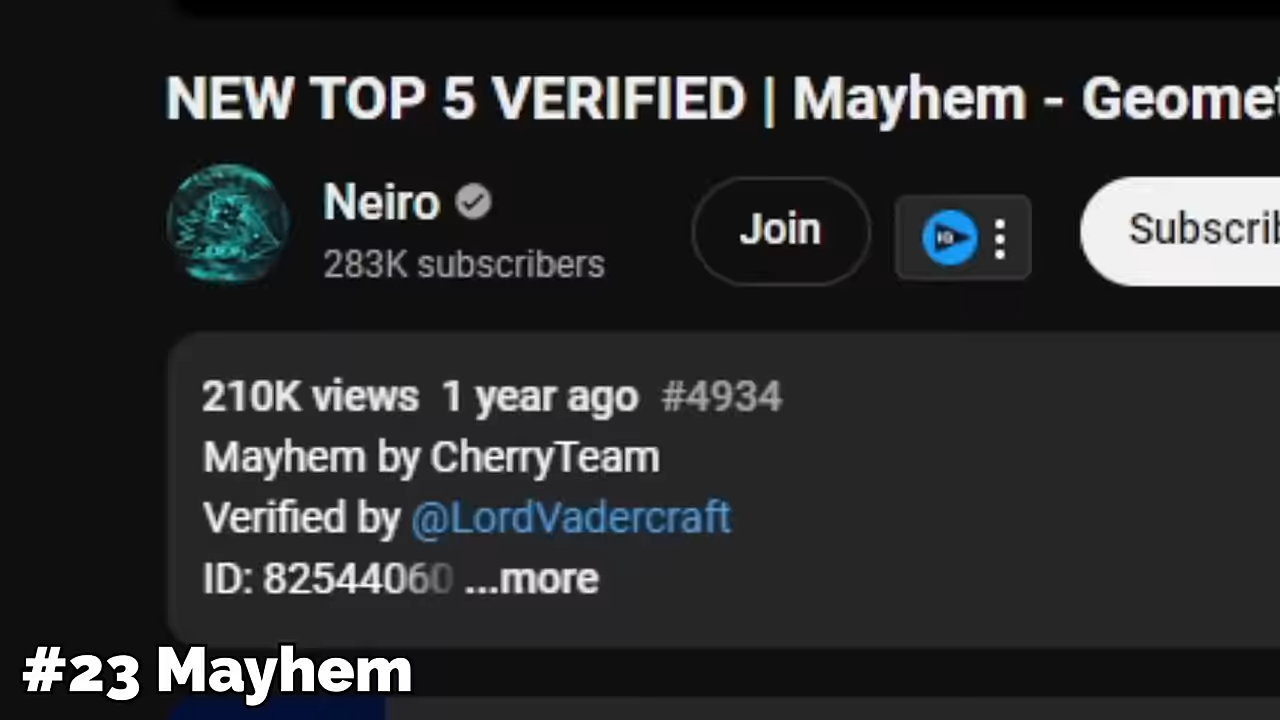 NEW TOP 5 VERIFIED | Mayhem - Geomet
Neiro
283K subscribers
Join
Subscrib
210K views 1 year ago #4934
Mayhem by CherryTeam
Verified by @LordVadercraft
ID: 82544060 ...more
#23 Mayhem